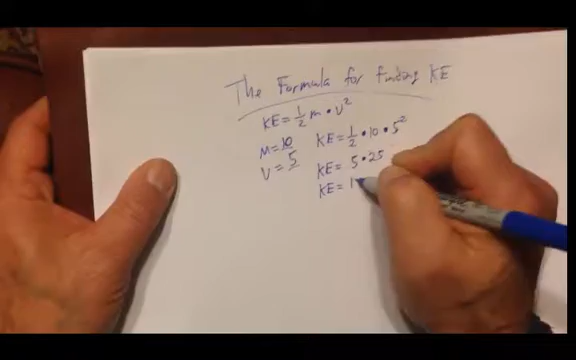 The Formula for Finding KE
KE = 1/2 m • v²
M = 10
V = 5
KE = 1/2 • 10 • 5²
KE = 5 • 25
KE = 1